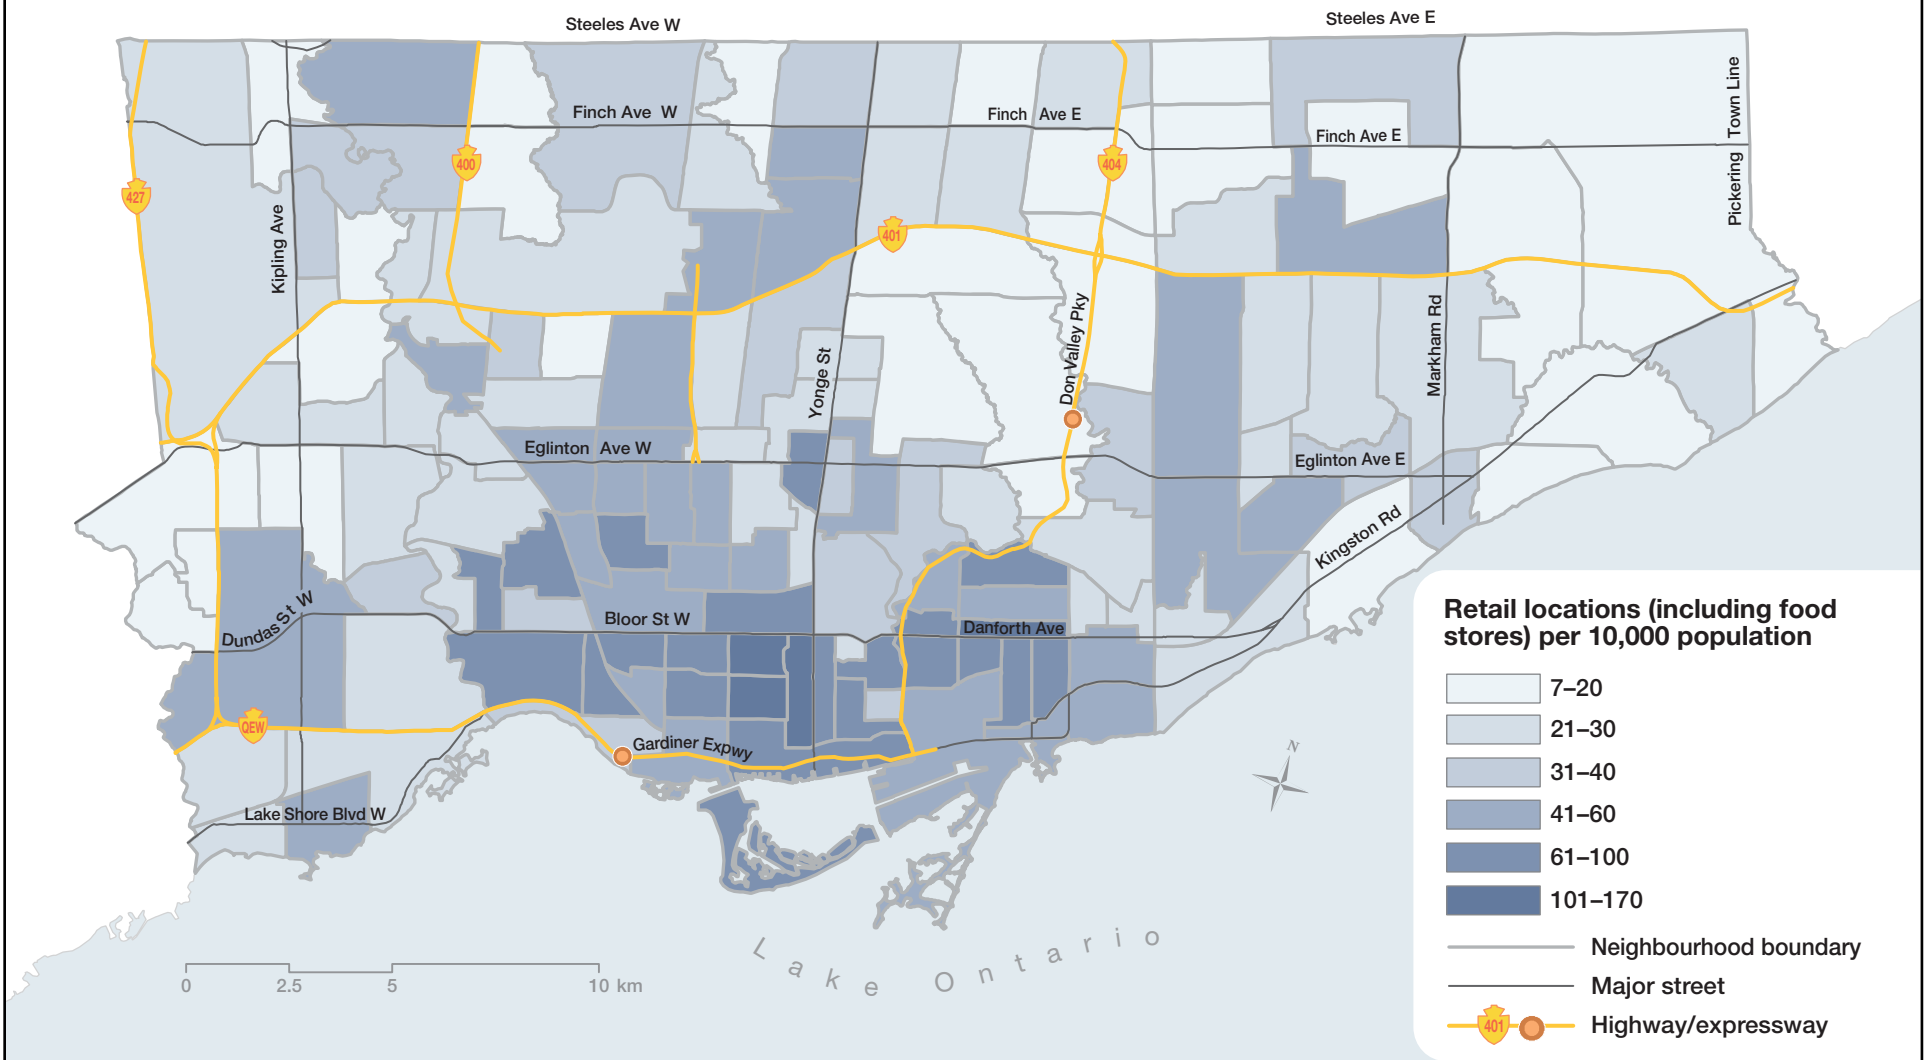 Steeles Ave W
Steeles Ave E
Finch Ave W
Finch Ave E
Finch Ave E
Pickering Town Line
400
404
427
401
Kipling Ave
Don Valley Pky
Markham Rd
Yonge St
Eglinton Ave W
Eglinton Ave E
Kingston Rd
Dundas St W
Bloor St W
Danforth Ave
QEW
Gardiner Expwy
Lake Shore Blvd W
N
Lake Ontario
0 2.5 5 10 km
Retail locations (including food
stores) per 10,000 population
7–20
21–30
31–40
41–60
61–100
101–170
Neighbourhood boundary
Major street
401 Highway/expressway